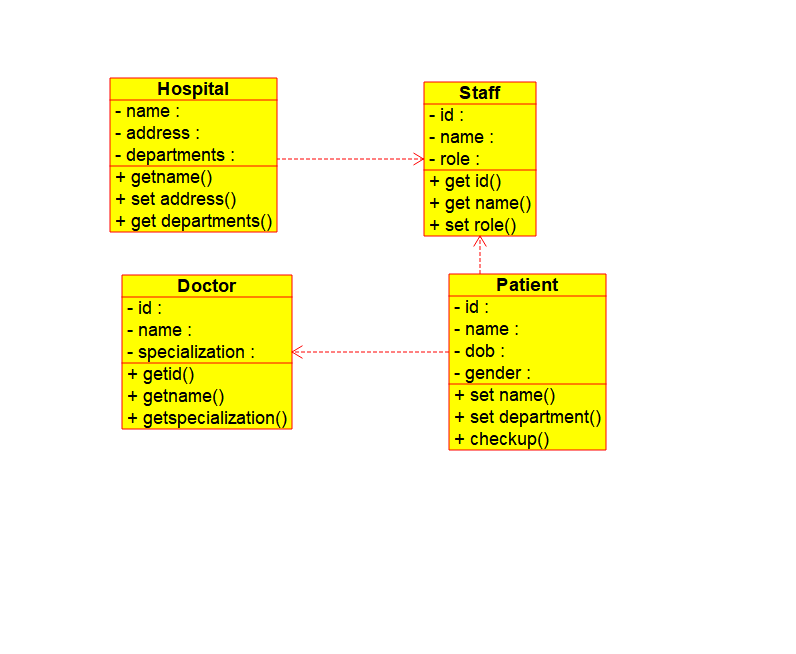 Hospital
- name :
- address :
- departments :
+ getname()
+ set address()
+ get departments()
Staff
- id :
- name :
- role :
+ get id()
+ get name()
+ set role()
Doctor
- id :
- name :
- specialization :
+ getid()
+ getname()
+ getspecialization()
Patient
- id :
- name :
- dob :
- gender :
+ set name()
+ set department()
+ checkup()